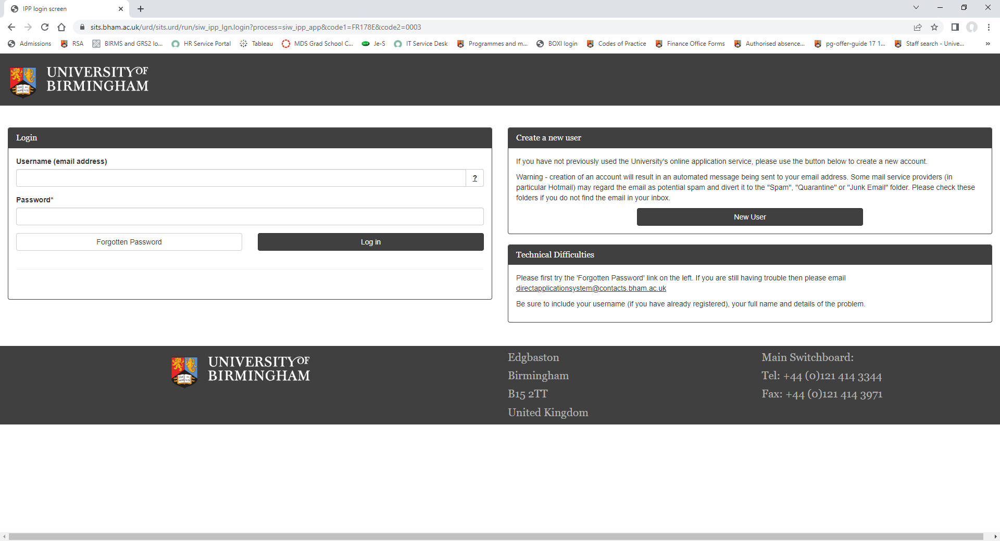 IPP login screen
sits.bham.ac.uk/urd/sits.urd/run/siw_ipp_lgn.login?process=siw_ipp_app&code1=FR178E&code2=0003
Admissions RSA BIRMS and GRS2 lo... HR Service Portal Tableau MDS Grad School C... Je-S IT Service Desk Programmes and m... BOXI login Codes of Practice Finance Office Forms Authorised absence... pg-offer-guide 17 1... Staff search - Unive... »
UNIVERSITY OF
BIRMINGHAM
Login
Username (email address)
?
Password*
Forgotten Password
Log in
Create a new user
If you have not previously used the University's online application service, please use the button below to create a new account.
Warning - creation of an account will result in an automated message being sent to your email address. Some mail service providers (in
particular Hotmail) may regard the email as potential spam and divert it to the "Spam", "Quarantine" or "Junk Email" folder. Please check these
folders if you do not find the email in your inbox.
New User
Technical Difficulties
Please first try the 'Forgotten Password' link on the left. If you are still having trouble then please email
directapplicationsystem@contacts.bham.ac.uk
Be sure to include your username (if you have already registered), your full name and details of the problem.
UNIVERSITY OF
BIRMINGHAM
Edgbaston
Birmingham
B15 2TT
United Kingdom
Main Switchboard:
Tel: +44 (0)121 414 3344
Fax: +44 (0)121 414 3971